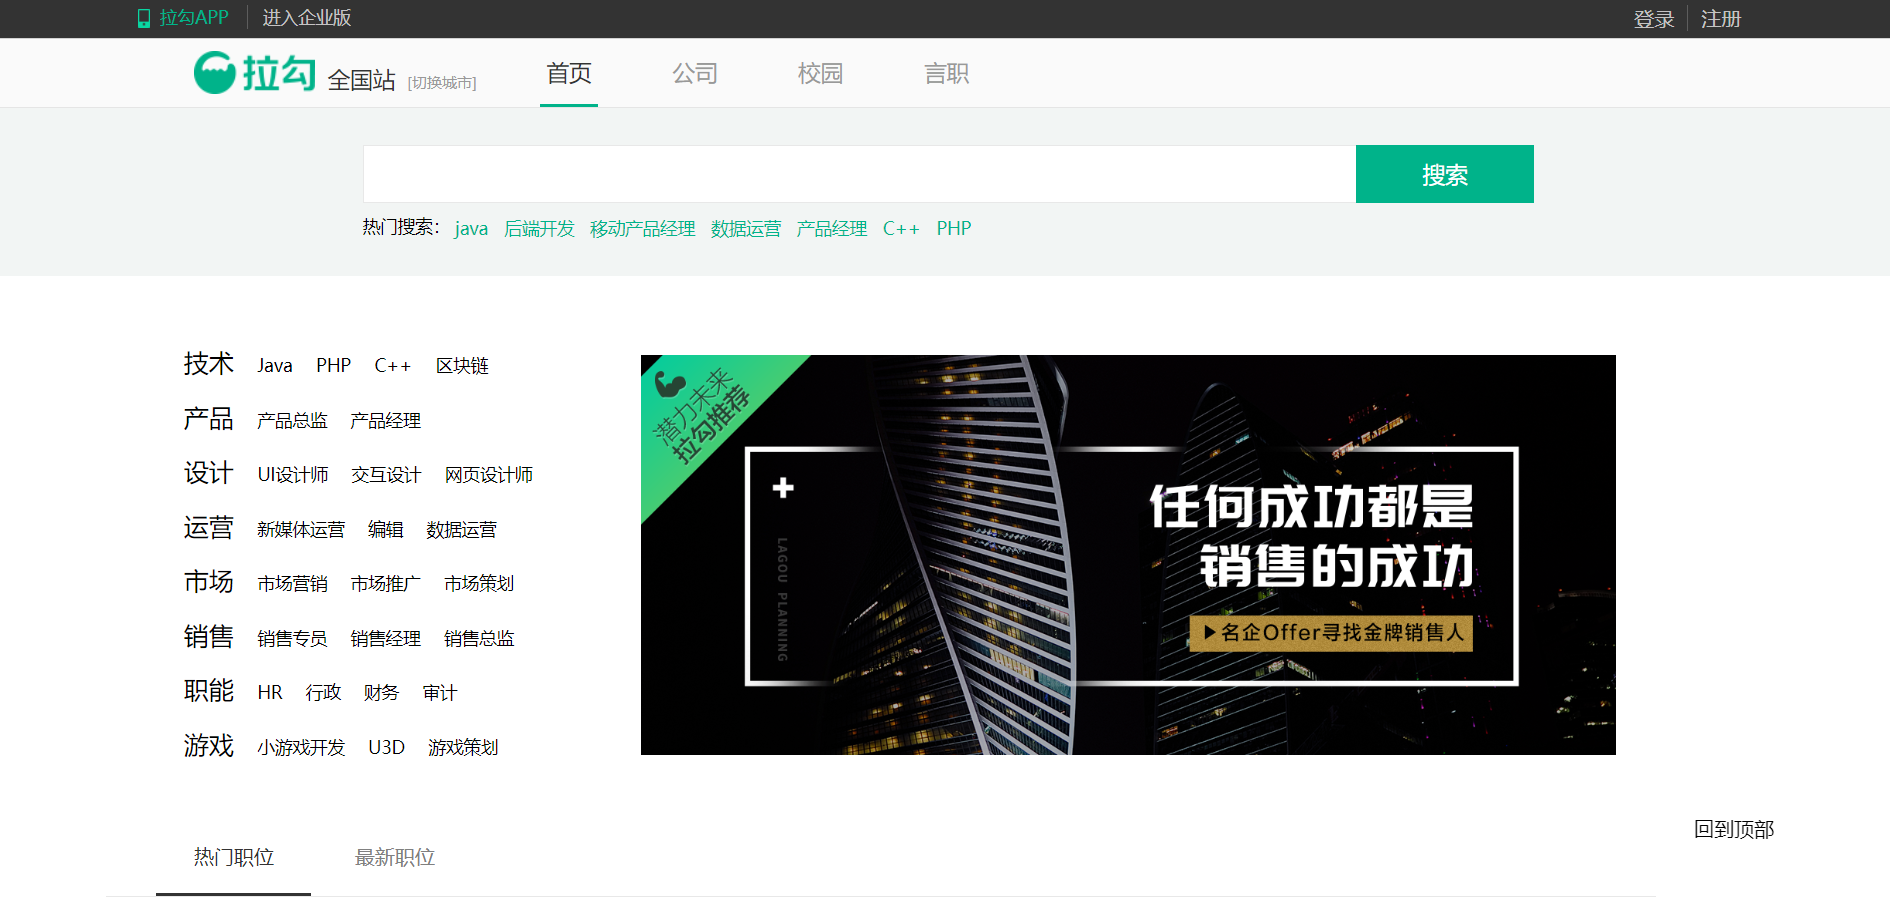 拉勾APP 进入企业版 登录 注册
拉勾 全国站 [切换城市] 首页 公司 校园 言职
搜索
热门搜索： java 后端开发 移动产品经理 数据运营 产品经理 C++ PHP
技术 Java PHP C++ 区块链
产品 产品总监 产品经理
设计 UI设计师 交互设计 网页设计师
运营 新媒体运营 编辑 数据运营
市场 市场营销 市场推广 市场策划
销售 销售专员 销售经理 销售总监
职能 HR 行政 财务 审计
游戏 小游戏开发 U3D 游戏策划
潜力未来
拉勾推荐
LAGOU PLANNING
任何成功都是
销售的成功
名企Offer寻找金牌销售人
回到顶部
热门职位 最新职位